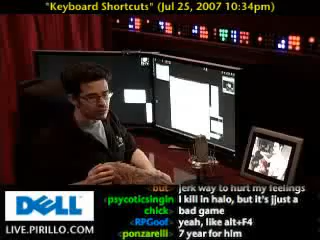 "Keyboard Shortcuts" (Jul 25, 2007 10:34pm)
<but> jerk way to hurt my feelings
<psycoticsingin I kill in halo, but it's jjust a
chick> bad game
<RPGoof> yeah, like alt+F4
<ponzarelli> 7 year for him
DELL
LIVE.PIRILLO.COM